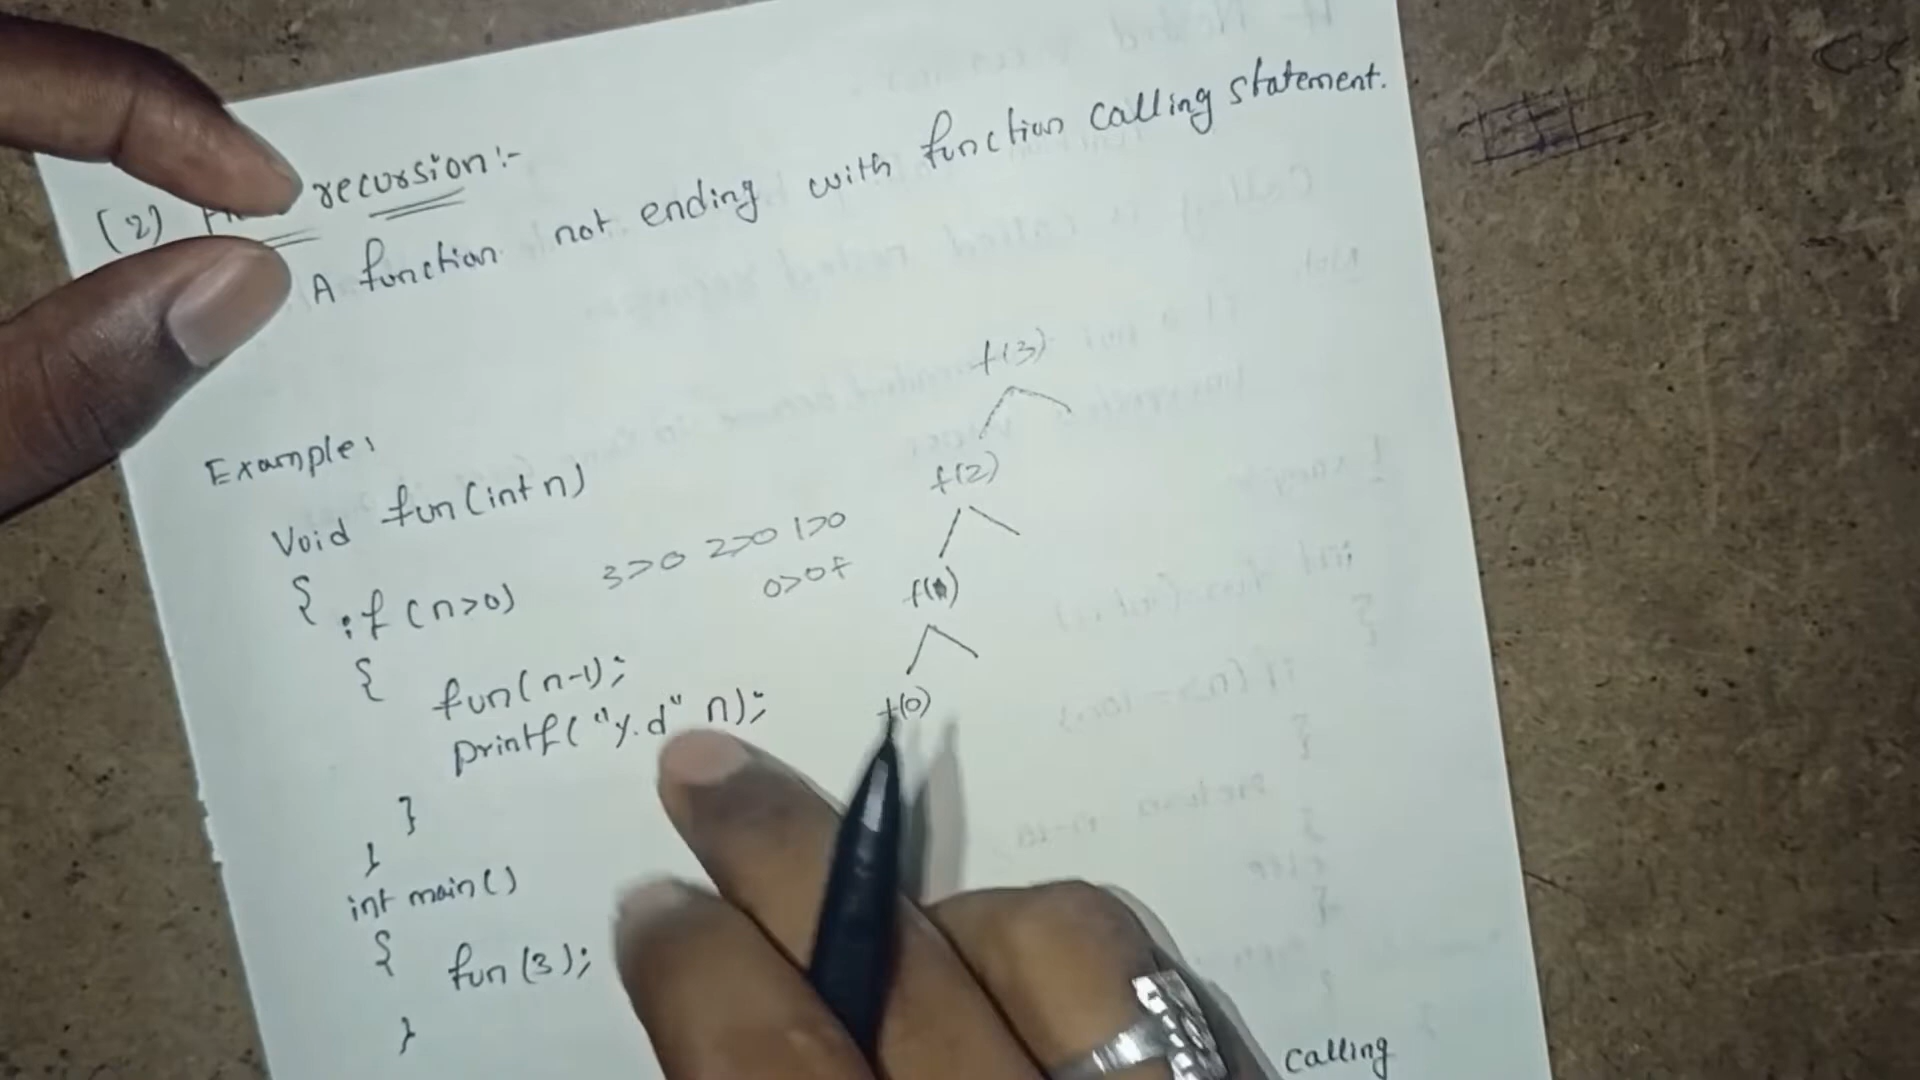 (2) recursion:-
A function not ending with function calling statement.
Example:
Void fun(int n)
{ if (n>0)
3>0 2>0 1>0
0>0 f
{ fun(n-1);
printf("%d" n);
}
}
int main()
{ fun(3);
}
f(3)
f(2)
f(1)
f(0)
calling